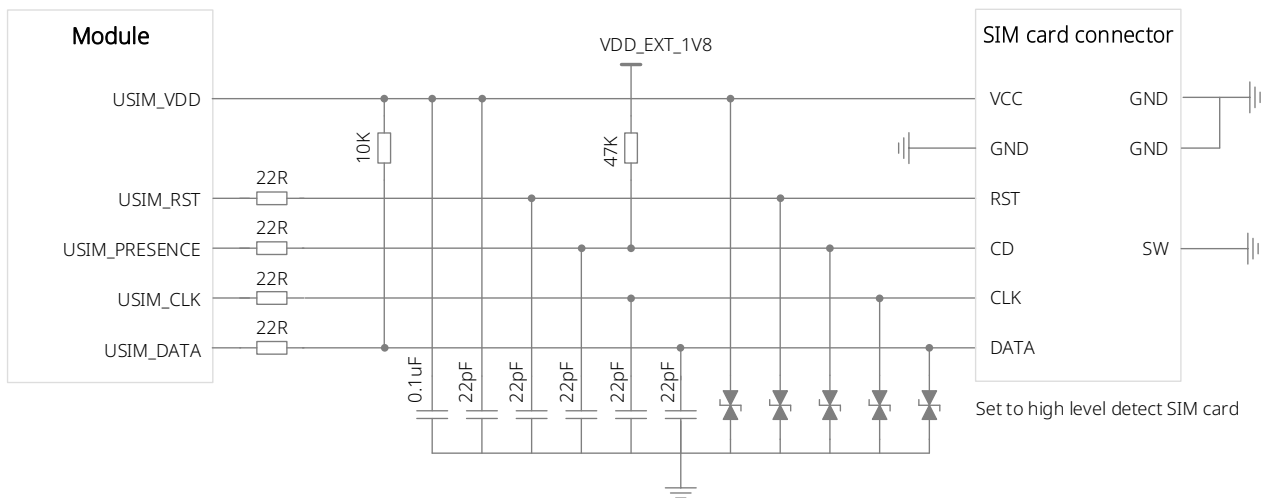 Module
SIM card connector
VDD_EXT_1V8
USIM_VDD
VCC
GND
10K
47K
GND
GND
22R
USIM_RST
RST
22R
USIM_PRESENCE
CD
SW
22R
USIM_CLK
CLK
22R
USIM_DATA
DATA
0.1uF
22pF
22pF
22pF
22pF
22pF
Set to high level detect SIM card